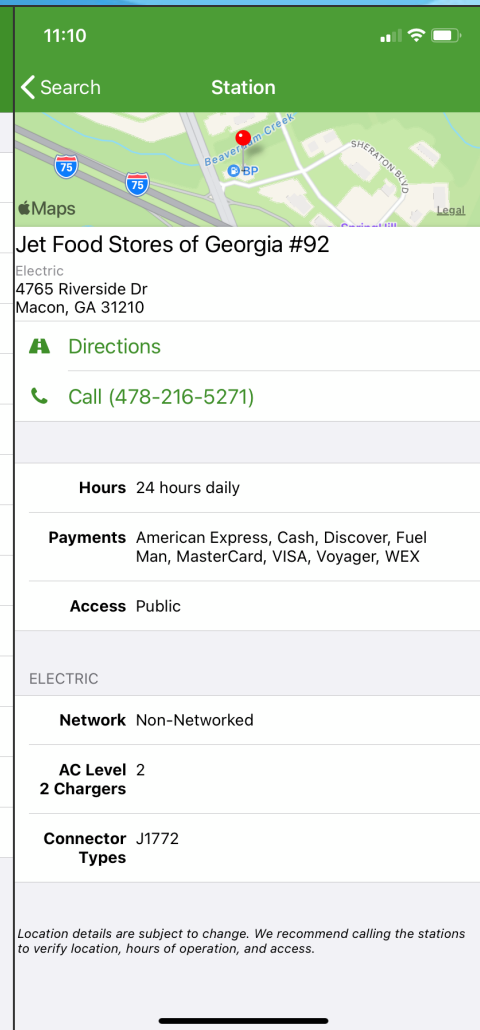 11:10
Search
Station
Beaverdam Creek
75
75
BP
SHERATON BLVD
Maps
Legal
SpringHill
Jet Food Stores of Georgia #92
Electric
4765 Riverside Dr
Macon, GA 31210
Directions
Call (478-216-5271)
Hours 24 hours daily
Payments American Express, Cash, Discover, Fuel
Man, MasterCard, VISA, Voyager, WEX
Access Public
ELECTRIC
Network Non-Networked
AC Level 2
2 Chargers
Connector J1772
Types
Location details are subject to change. We recommend calling the stations
to verify location, hours of operation, and access.